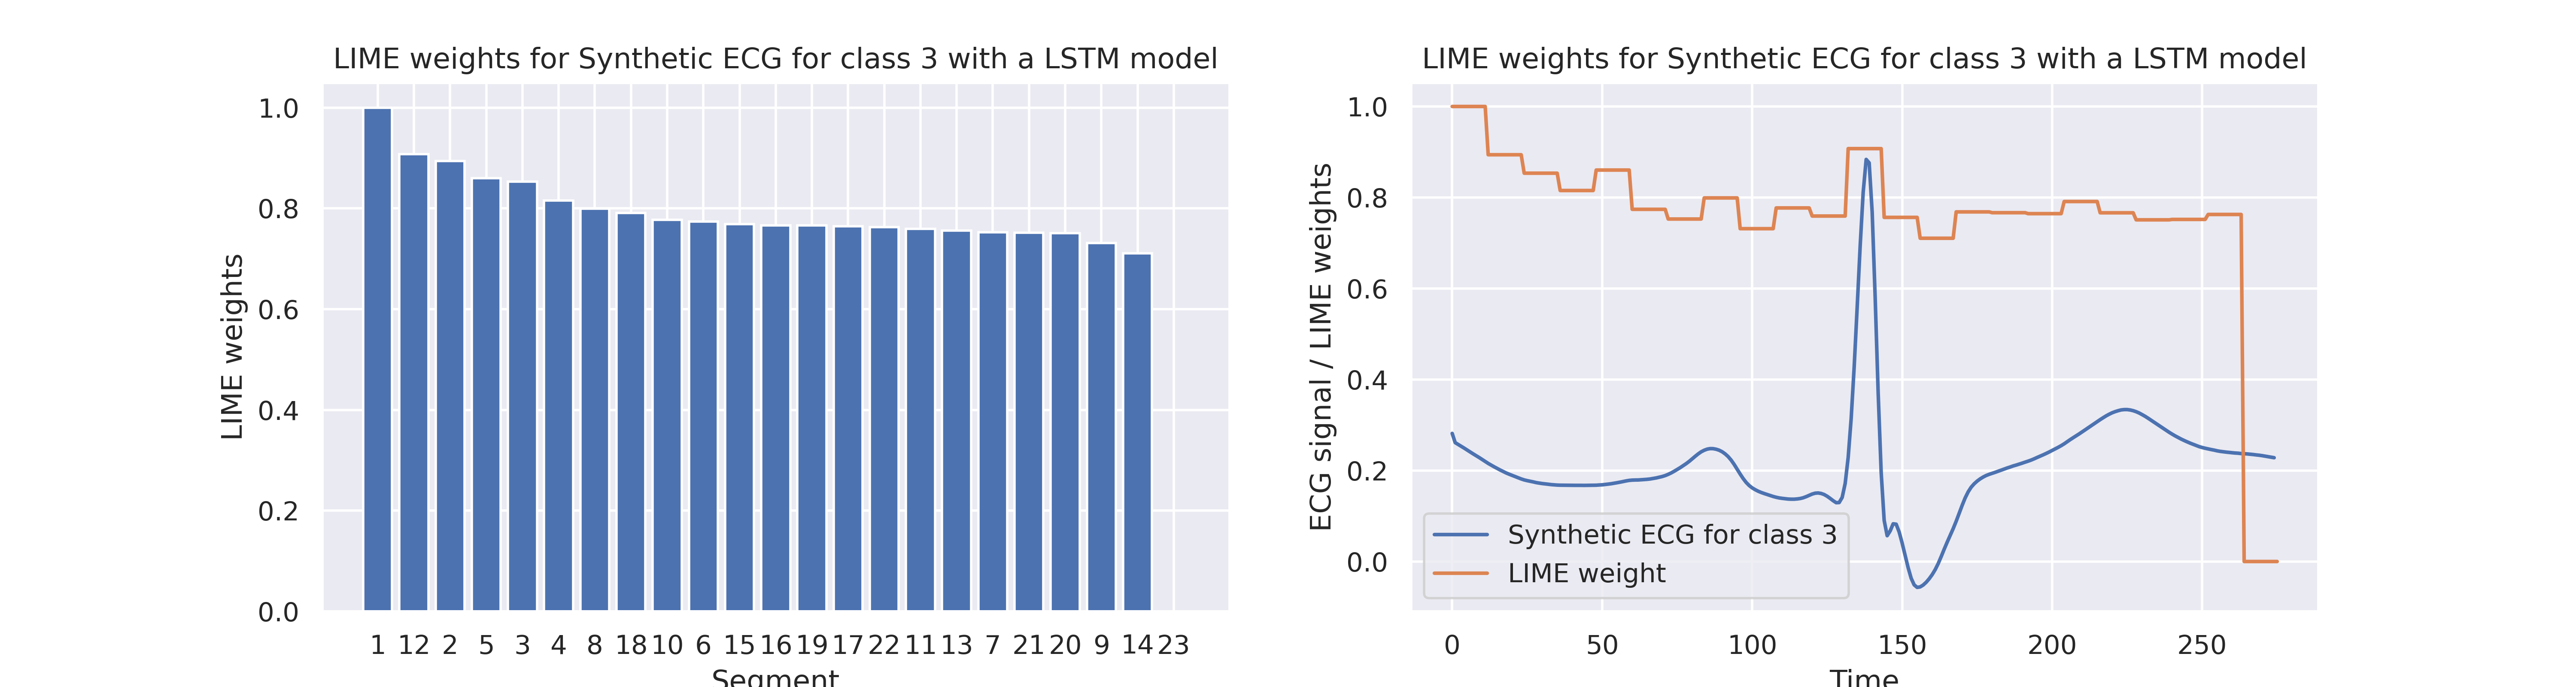 LIME weights for Synthetic ECG for class 3 with a LSTM model
LIME weights
1.0
0.8
0.6
0.4
0.2
0.0
1 12 2 5 3 4 8 18 10 6 15 16 19 17 22 11 13 7 21 20 9 14 23
Segment
LIME weights for Synthetic ECG for class 3 with a LSTM model
ECG signal / LIME weights
1.0
0.8
0.6
0.4
0.2
0.0
Synthetic ECG for class 3
LIME weight
0 50 100 150 200 250
Time